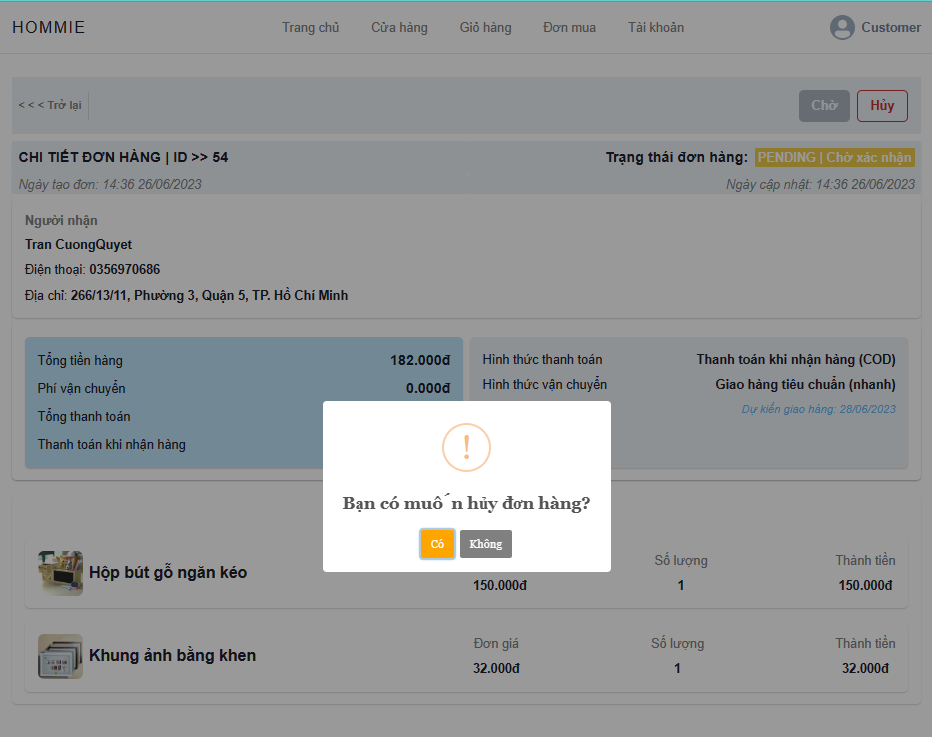 HOMMIE Trang chủ Cửa hàng Giỏ hàng Đơn mua Tài khoản Customer
< < < Trở lại Chờ Hủy
CHI TIẾT ĐƠN HÀNG | ID >> 54 Trạng thái đơn hàng: PENDING | Chờ xác nhận
Ngày tạo đơn: 14:36 26/06/2023 Ngày cập nhật: 14:36 26/06/2023
Người nhận
Tran CuongQuyet
Điện thoại: 0356970686
Địa chỉ: 266/13/11, Phường 3, Quận 5, TP. Hồ Chí Minh
Tổng tiền hàng 182.000đ Hình thức thanh toán Thanh toán khi nhận hàng (COD)
Phí vận chuyển 0.000đ Hình thức vận chuyển Giao hàng tiêu chuẩn (nhanh)
Tổng thanh toán Dự kiến giao hàng: 28/06/2023
Thanh toán khi nhận hàng
!
Bạn có muốn hủy đơn hàng?
Có Không
Số lượng Thành tiền
Hộp bút gỗ ngăn kéo 150.000đ 1 150.000đ
Đơn giá Số lượng Thành tiền
Khung ảnh bằng khen 32.000đ 1 32.000đ